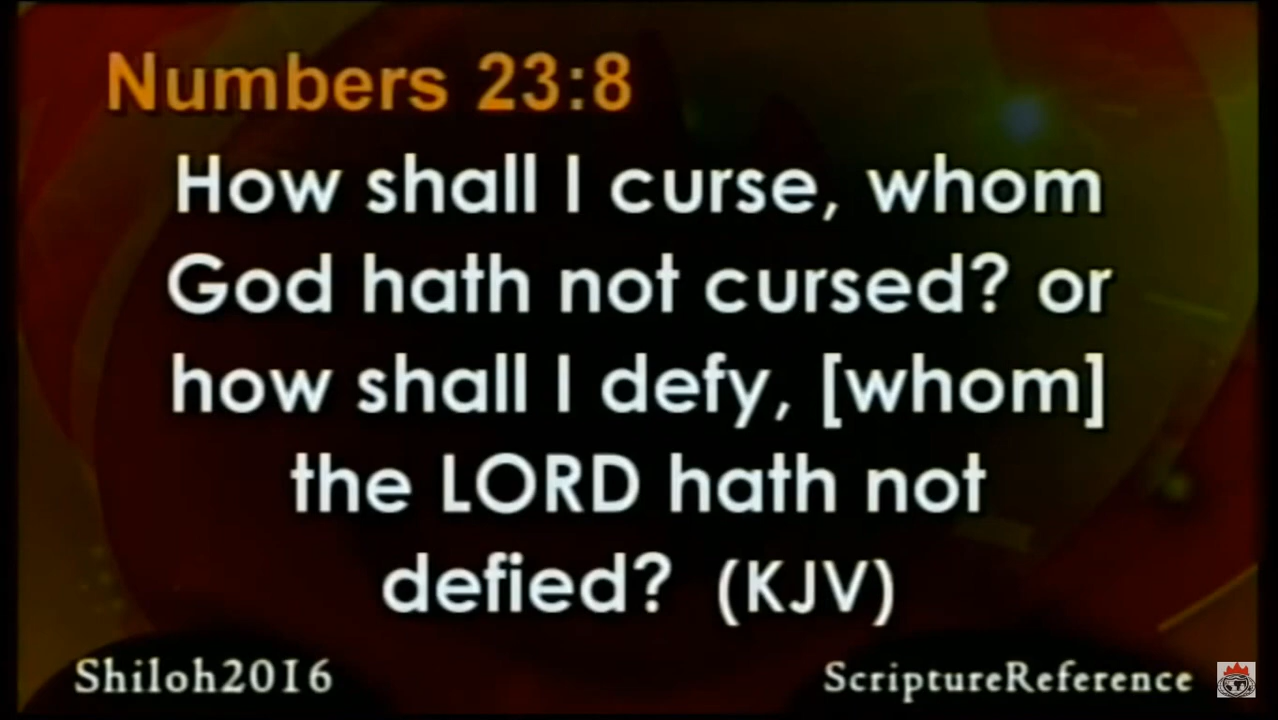 Numbers 23:8
How shall I curse, whom
God hath not cursed? or
how shall I defy, [whom]
the LORD hath not
defied? (KJV)
Shiloh2016
ScriptureReference